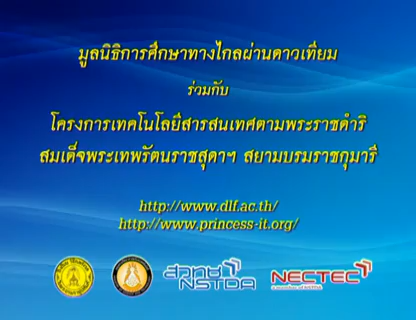 มูลนิธิการศึกษาทางไกลผ่านดาวเทียม
ร่วมกับ
โครงการเทคโนโลยีสารสนเทศตามพระราชดำริ
สมเด็จพระเทพรัตนราชสุดาฯ สยามบรมราชกุมารี
http://www.dlf.ac.th/
http://www.princess-it.org/
สวทช
NSTDA
NECTEC
a member of NSTDA